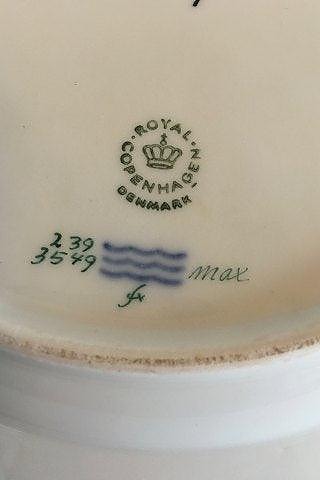 ROYAL
COPENHAGEN
DENMARK
239
3549
max